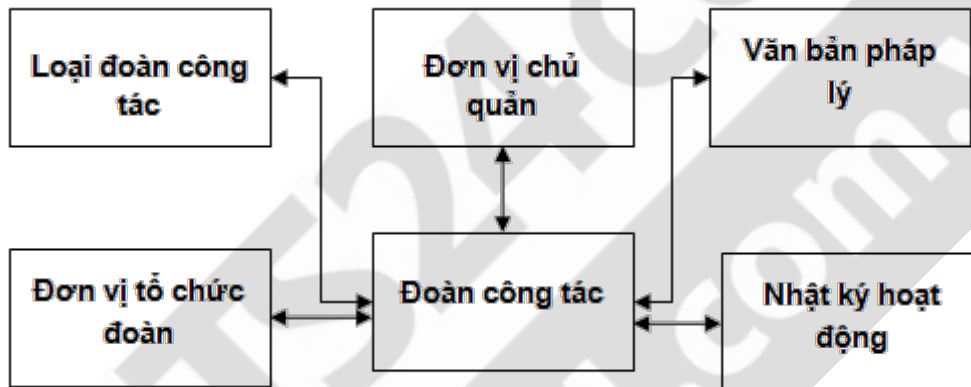 Loại đoàn công
tác
Đơn vị chủ
quản
Văn bản pháp
lý
Đơn vị tổ chức
đoàn
Đoàn công tác
Nhật ký hoạt
động